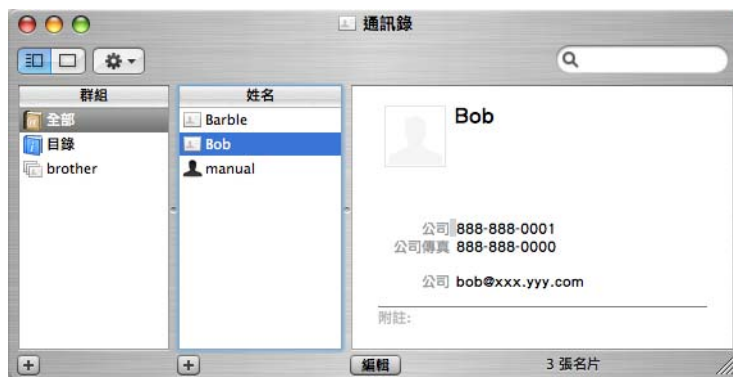 通訊錄
群組
全部
目錄
brother
姓名
Barble
Bob
manual
Bob
公司 888-888-0001
公司傳真 888-888-0000
公司 bob@xxx.yyy.com
附註:
編輯
3 張名片